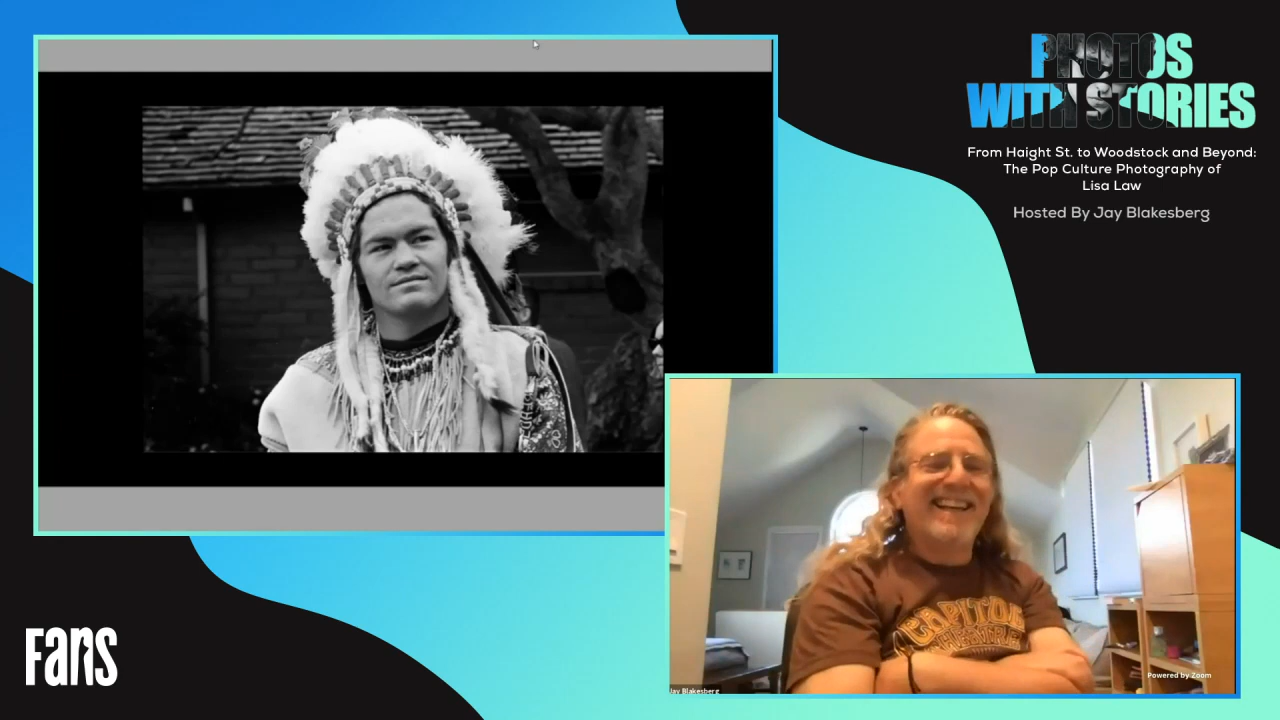 PHOTOS
WITH STORIES
From Haight St. to Woodstock and Beyond:
The Pop Culture Photography of
Lisa Law
Hosted By Jay Blakesberg
CAPITOL
THEATRE
Powered by Zoom
Jay Blakesberg
Fans